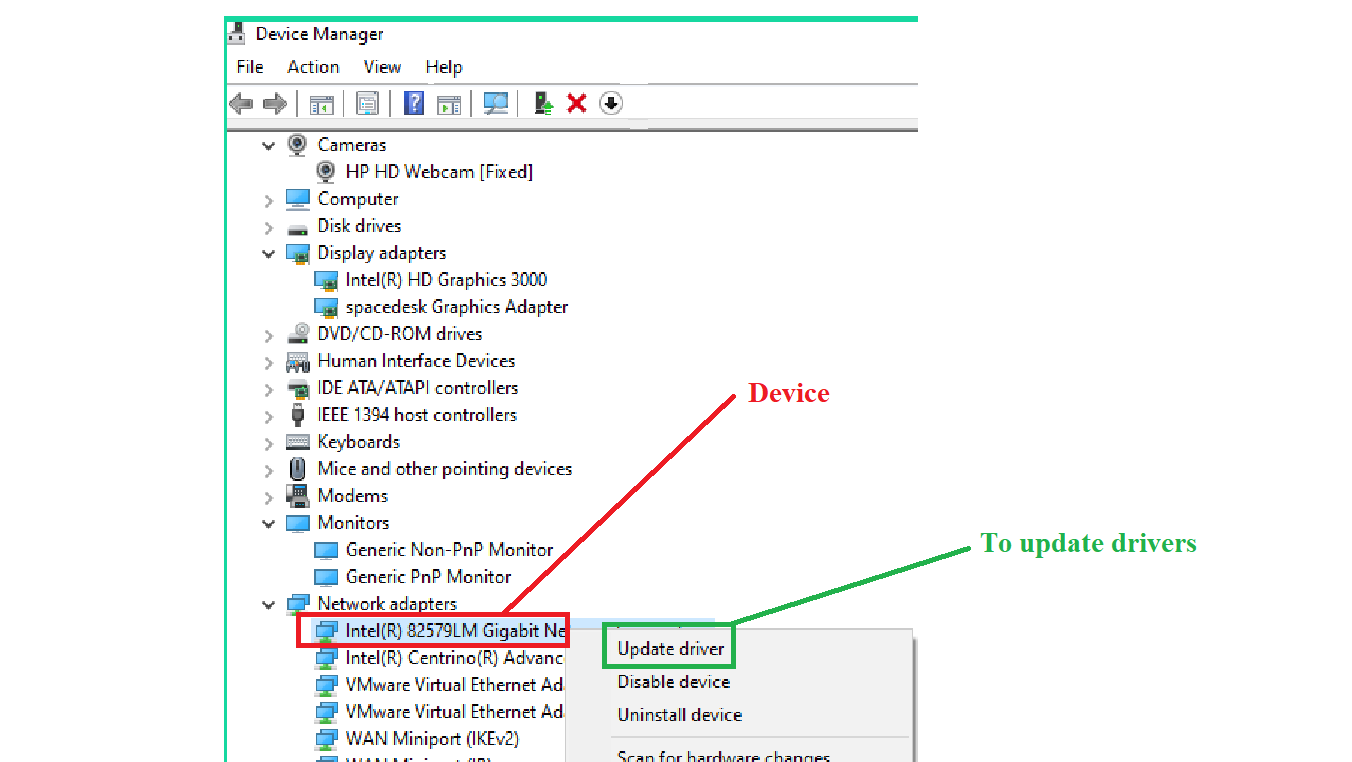 Device Manager
File Action View Help
Cameras
HP HD Webcam [Fixed]
Computer
Disk drives
Display adapters
Intel(R) HD Graphics 3000
spacedesk Graphics Adapter
DVD/CD-ROM drives
Human Interface Devices
IDE ATA/ATAPI controllers
Device
IEEE 1394 host controllers
Keyboards
Mice and other pointing devices
Modems
Monitors
To update drivers
Generic Non-PnP Monitor
Generic PnP Monitor
Network adapters
Intel(R) 82579LM Gigabit Ne
Update driver
Intel(R) Centrino(R) Advanc
Disable device
VMware Virtual Ethernet Ad
VMware Virtual Ethernet Ad
Uninstall device
WAN Miniport (IKEv2)
Scan for hardware changes
WAN Miniport (IP)